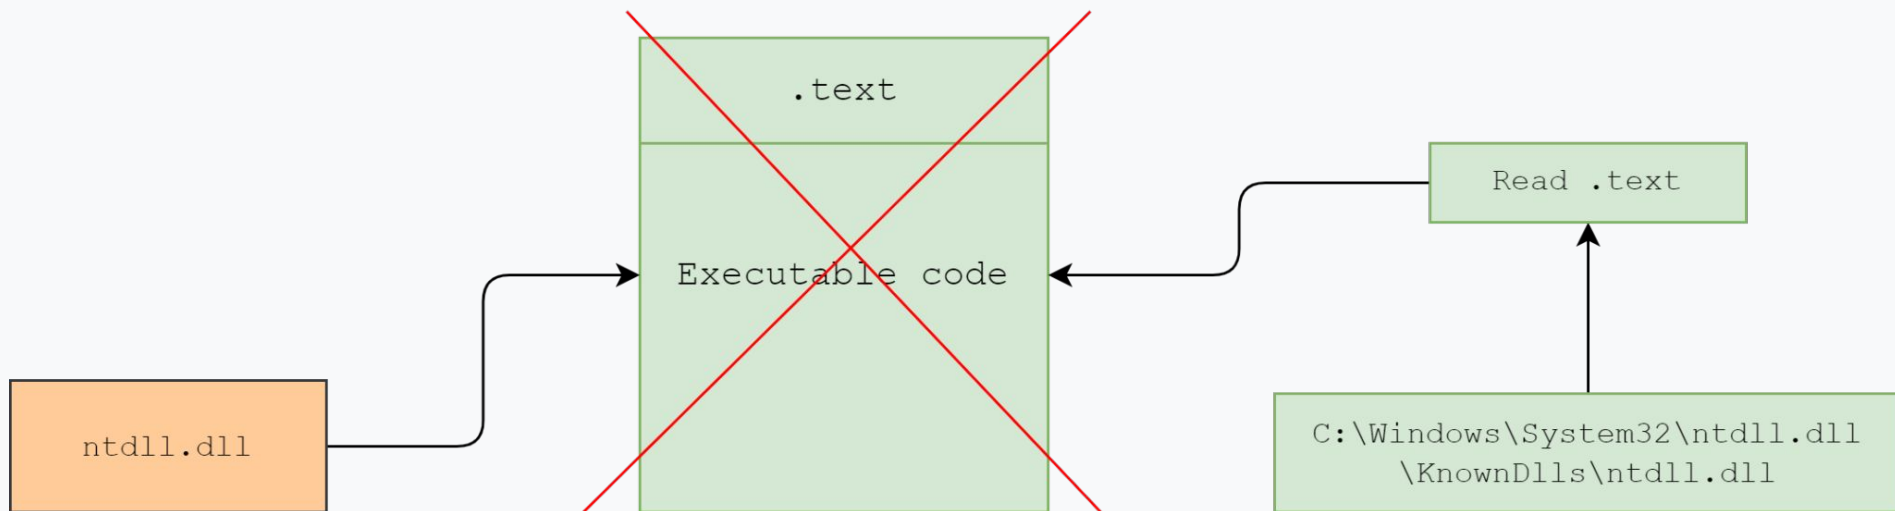 .text
Executable code
ntdll.dll
Read .text
C:\Windows\System32\ntdll.dll
\KnownDlls\ntdll.dll